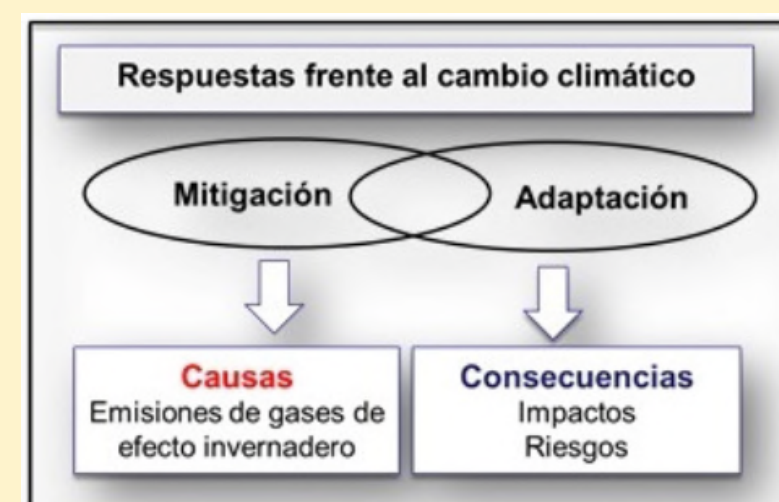 Respuestas frente al cambio climático
Mitigación
Adaptación
Causas
Emisiones de gases de
efecto invernadero
Consecuencias
Impactos
Riesgos